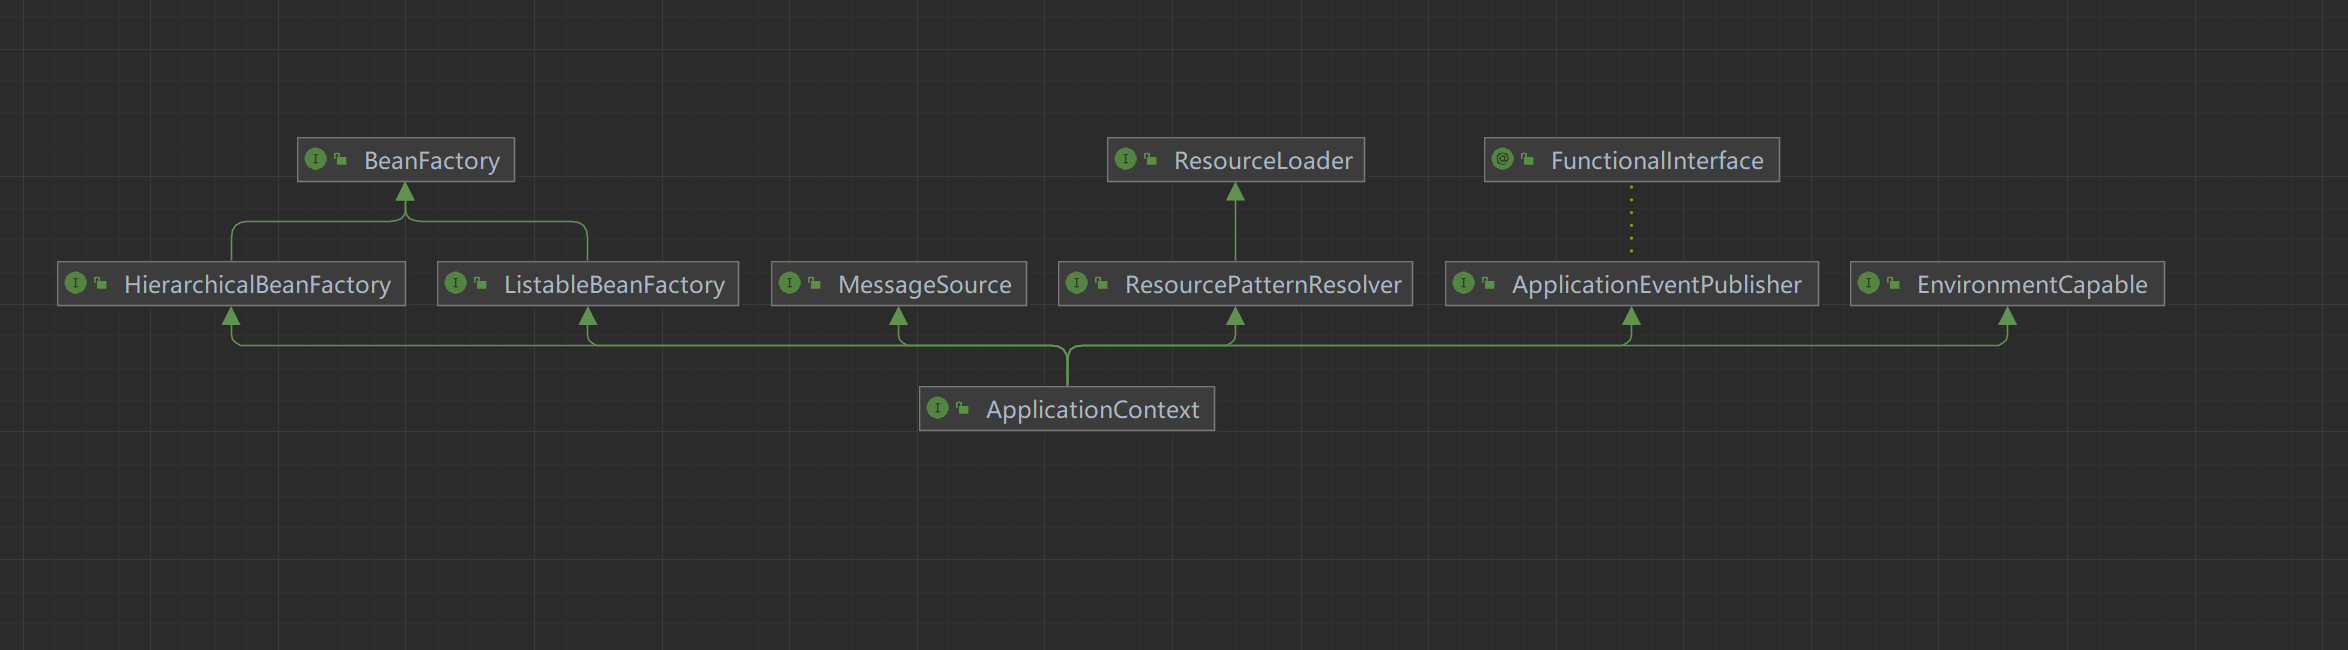 BeanFactory
ResourceLoader
FunctionalInterface
HierarchicalBeanFactory
ListableBeanFactory
MessageSource
ResourcePatternResolver
ApplicationEventPublisher
EnvironmentCapable
ApplicationContext